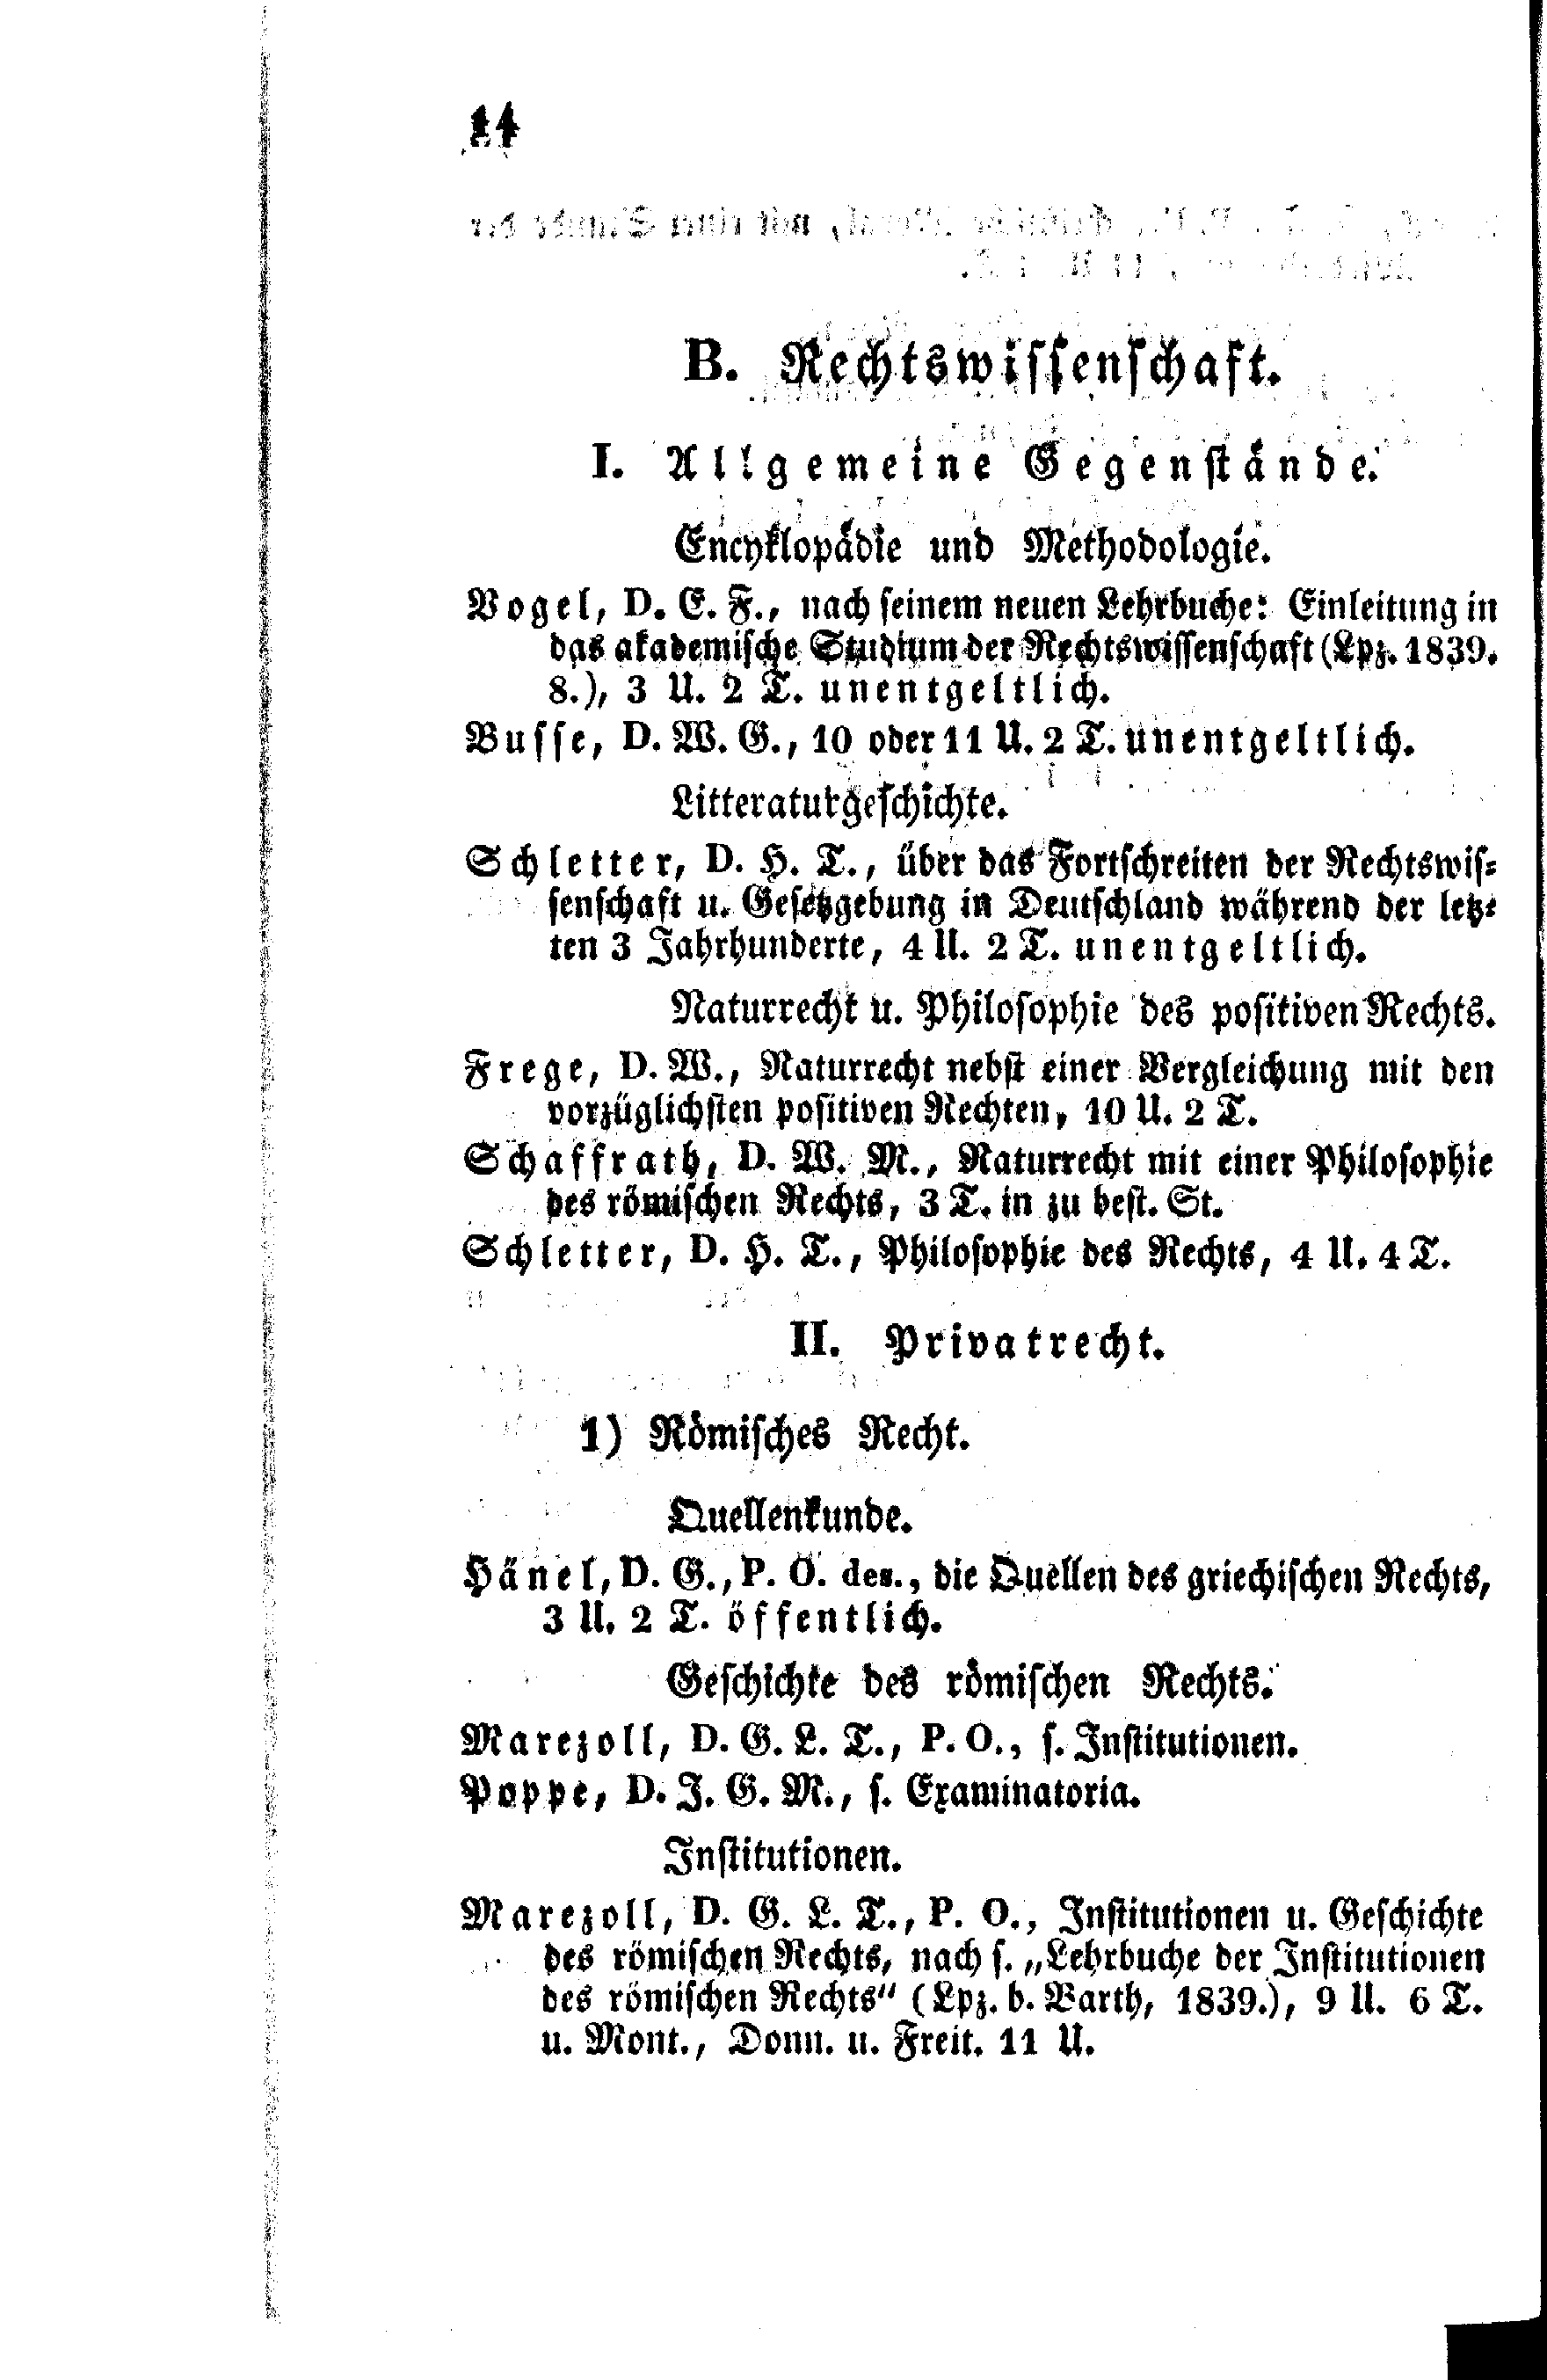 14
B. Rechtswissenschaft.
I. Allgemeine Gegenstände.
Encyklopädie und Methodologie.
Vogel, D. E. F., nach seinem neuen Lehrbuche: Einleitung in
das akademische Studium der Rechtswissenschaft (Lpz. 1839.
8.), 3 U. 2 T. unentgeltlich.
Busse, D. W. G., 10 oder 11 U. 2 T. unentgeltlich.
Litteraturgeschichte.
Schletter, D. H. T., über das Fortschreiten der Rechtswis-
senschaft u. Gesetzgebung in Deutschland während der letz-
ten 3 Jahrhunderte, 4 U. 2 T. unentgeltlich.
Naturrecht u. Philosophie des positiven Rechts.
Frege, D. W., Naturrecht nebst einer Vergleichung mit den
vorzüglichsten positiven Rechten, 10 U. 2 T.
Schaffrath, D. W. M., Naturrecht mit einer Philosophie
des römischen Rechts, 3 T. in zu best. St.
Schletter, D. H. T., Philosophie des Rechts, 4 U. 4 T.
II. Privatrecht.
1) Römisches Recht.
Quellenkunde.
Hänel, D. G., P. O. des., die Quellen des griechischen Rechts,
3 U. 2 T. öffentlich.
Geschichte des römischen Rechts.
Marezoll, D. G. L. T., P. O., s. Institutionen.
Poppe, D. J. G. M., s. Examinatoria.
Institutionen.
Marezoll, D. G. L. T., P. O., Institutionen u. Geschichte
des römischen Rechts, nach s. „Lehrbuche der Institutionen
des römischen Rechts" (Lpz. b. Barth, 1839.), 9 U. 6 T.
u. Mont., Donn. u. Freit. 11 U.